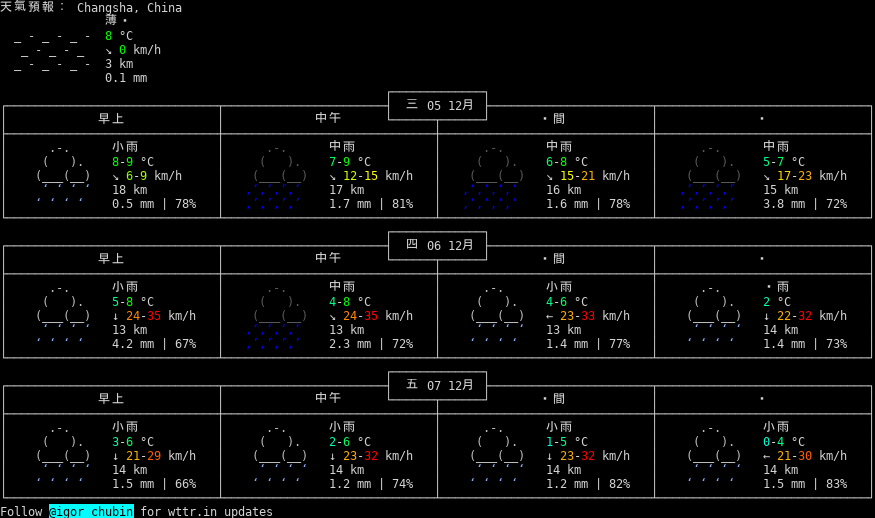 天氣預報： Changsha, China
薄・
8 °C
↘ 0 km/h
3 km
0.1 mm
三 05 12月
早上 中午 ・間 ・
小雨 中雨 中雨 中雨
8-9 °C 7-9 °C 6-8 °C 5-7 °C
↘ 6-9 km/h ↘ 12-15 km/h ↘ 15-21 km/h ↘ 17-23 km/h
18 km 17 km 16 km 15 km
0.5 mm | 78% 1.7 mm | 81% 1.6 mm | 78% 3.8 mm | 72%
四 06 12月
早上 中午 ・間 ・
小雨 中雨 小雨 ・雨
5-8 °C 4-8 °C 4-6 °C 2 °C
↓ 24-35 km/h ↘ 24-35 km/h ← 23-33 km/h ↓ 22-32 km/h
13 km 13 km 13 km 14 km
4.2 mm | 67% 2.3 mm | 72% 1.4 mm | 77% 1.4 mm | 73%
五 07 12月
早上 中午 ・間 ・
小雨 小雨 小雨 小雨
3-6 °C 2-6 °C 1-5 °C 0-4 °C
↓ 21-29 km/h ↓ 23-32 km/h ↓ 23-32 km/h ← 21-30 km/h
14 km 14 km 14 km 14 km
1.5 mm | 66% 1.2 mm | 74% 1.2 mm | 82% 1.5 mm | 83%
Follow @igor_chubin for wttr.in updates